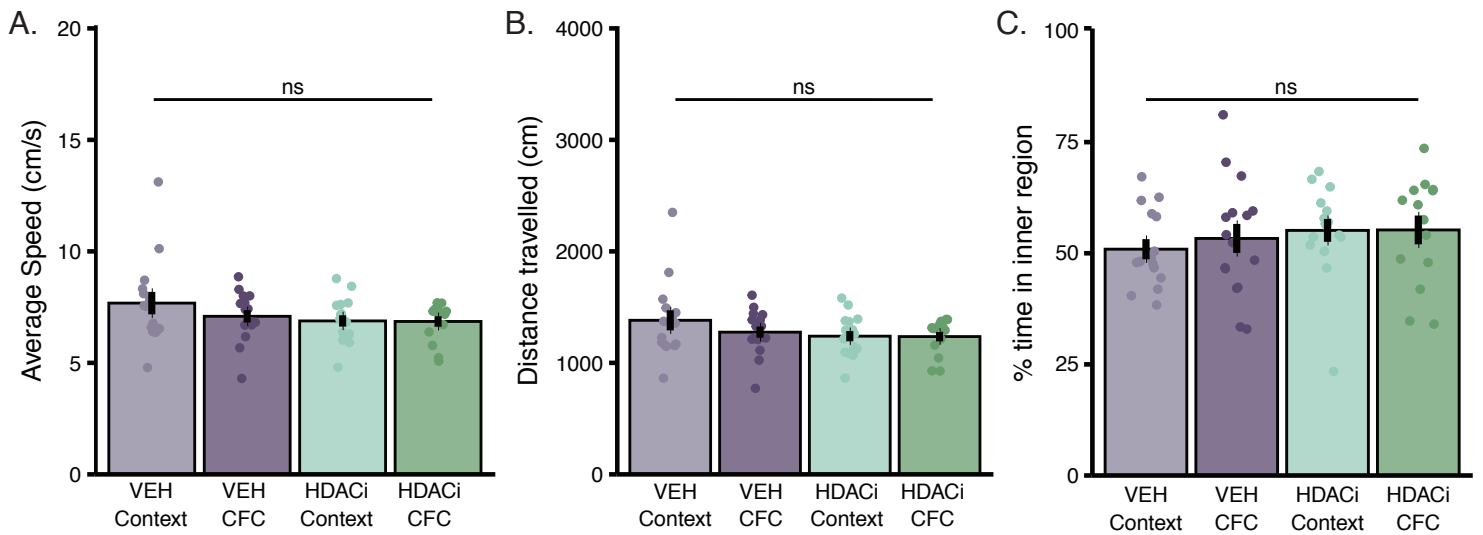 A.
Average Speed (cm/s)
20
15
10
5
0
ns
VEH
Context
VEH
CFC
HDACi
Context
HDACi
CFC
B.
Distance travelled (cm)
4000
3000
2000
1000
0
ns
VEH
Context
VEH
CFC
HDACi
Context
HDACi
CFC
C.
% time in inner region
100
75
50
25
0
ns
VEH
Context
VEH
CFC
HDACi
Context
HDACi
CFC